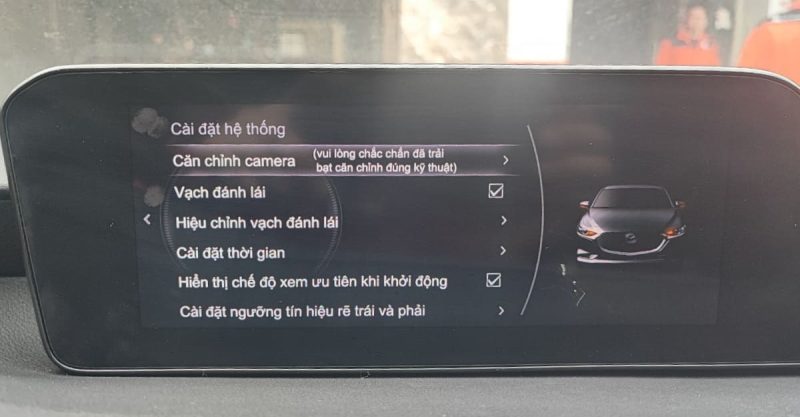 Cài đặt hệ thống
Căn chỉnh camera (vui lòng chắc chắn đã trải
bạt căn chỉnh đúng kỹ thuật)
Vạch đánh lái
Hiệu chỉnh vạch đánh lái
Cài đặt thời gian
Hiển thị chế độ xem ưu tiên khi khởi động
Cài đặt ngưỡng tín hiệu rẽ trái và phải